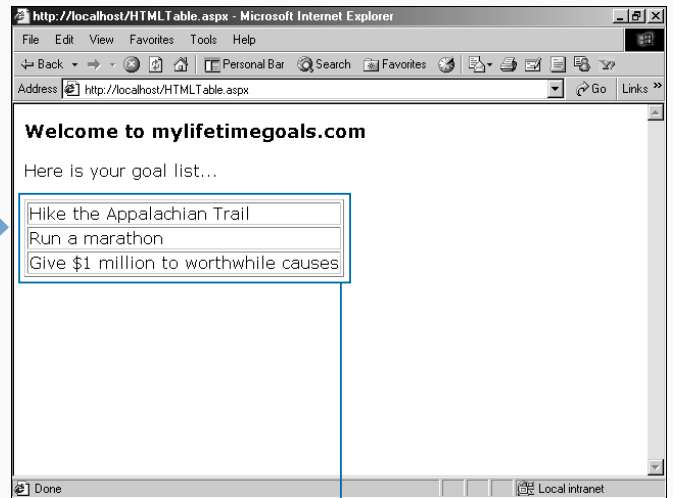 http://localhost/HTMLTable.aspx - Microsoft Internet Explorer
File Edit View Favorites Tools Help
Back Personal Bar Search Favorites
Address http://localhost/HTMLTable.aspx Go Links »
Welcome to mylifetimegoals.com
Here is your goal list...
Hike the Appalachian Trail
Run a marathon
Give $1 million to worthwhile causes
Done Local intranet